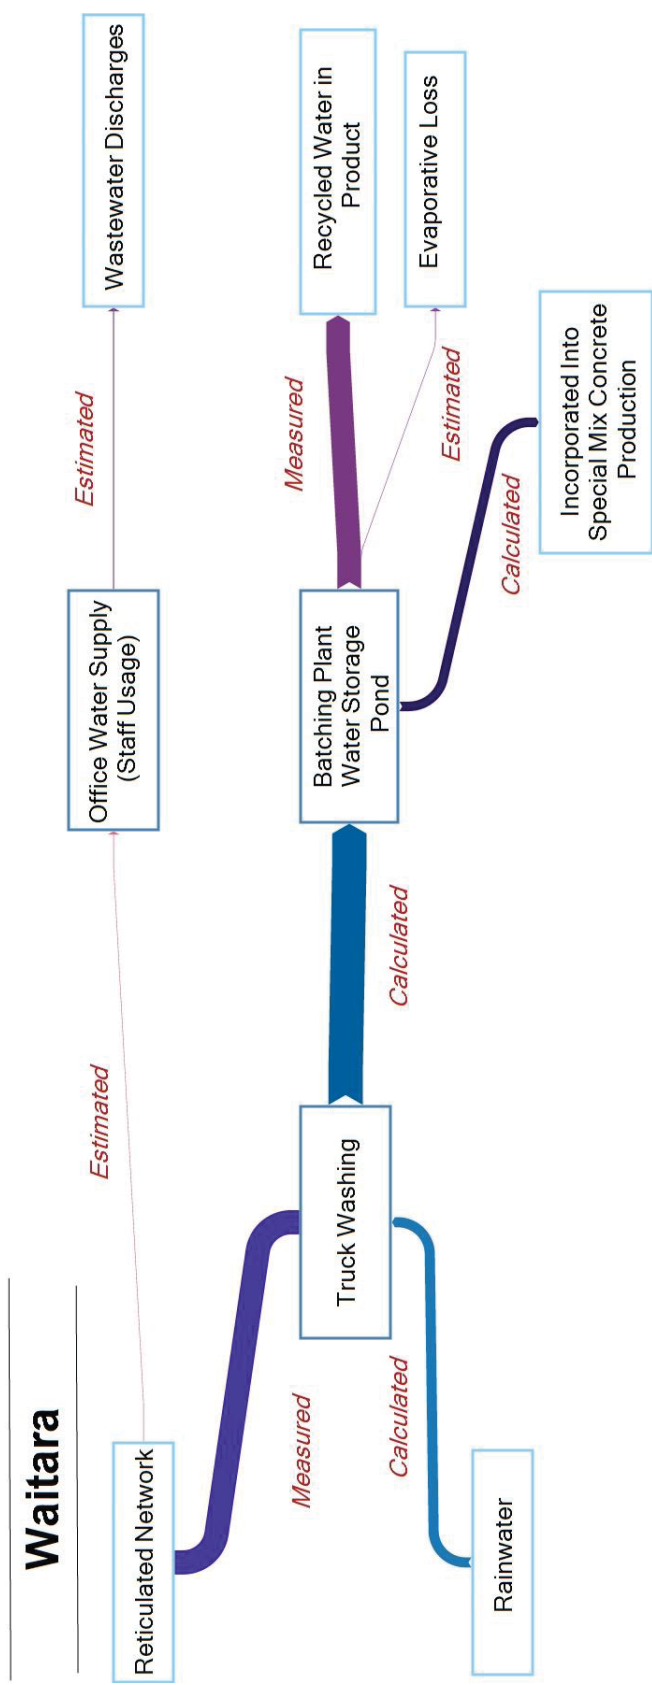 Waitara
Reticulated Network
Estimated
Office Water Supply
(Staff Usage)
Estimated
Wastewater Discharges
Measured
Truck Washing
Calculated
Rainwater
Calculated
Batching Plant
Water Storage
Pond
Measured
Recycled Water in
Product
Estimated
Evaporative Loss
Calculated
Incorporated Into
Special Mix Concrete
Production